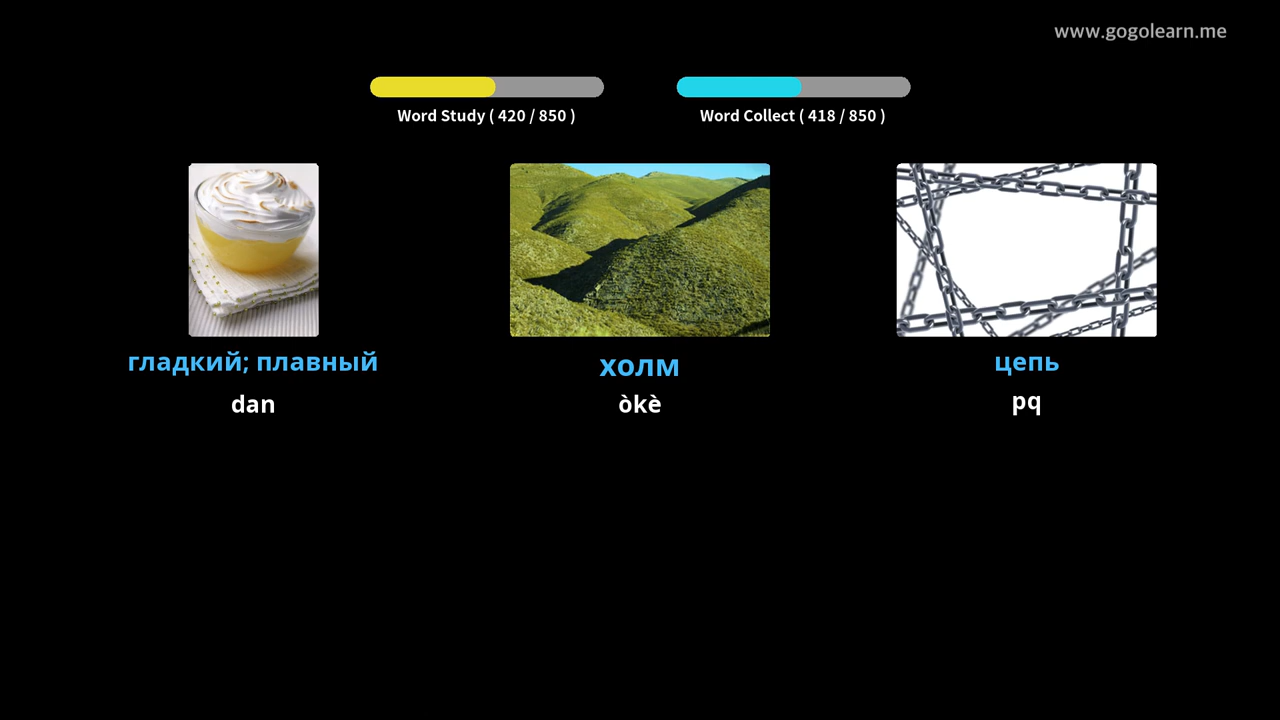 www.gogolearn.me
Word Study ( 420 / 850 )
Word Collect ( 418 / 850 )
гладкий; плавный
холм
цепь
dan
òkè
pq